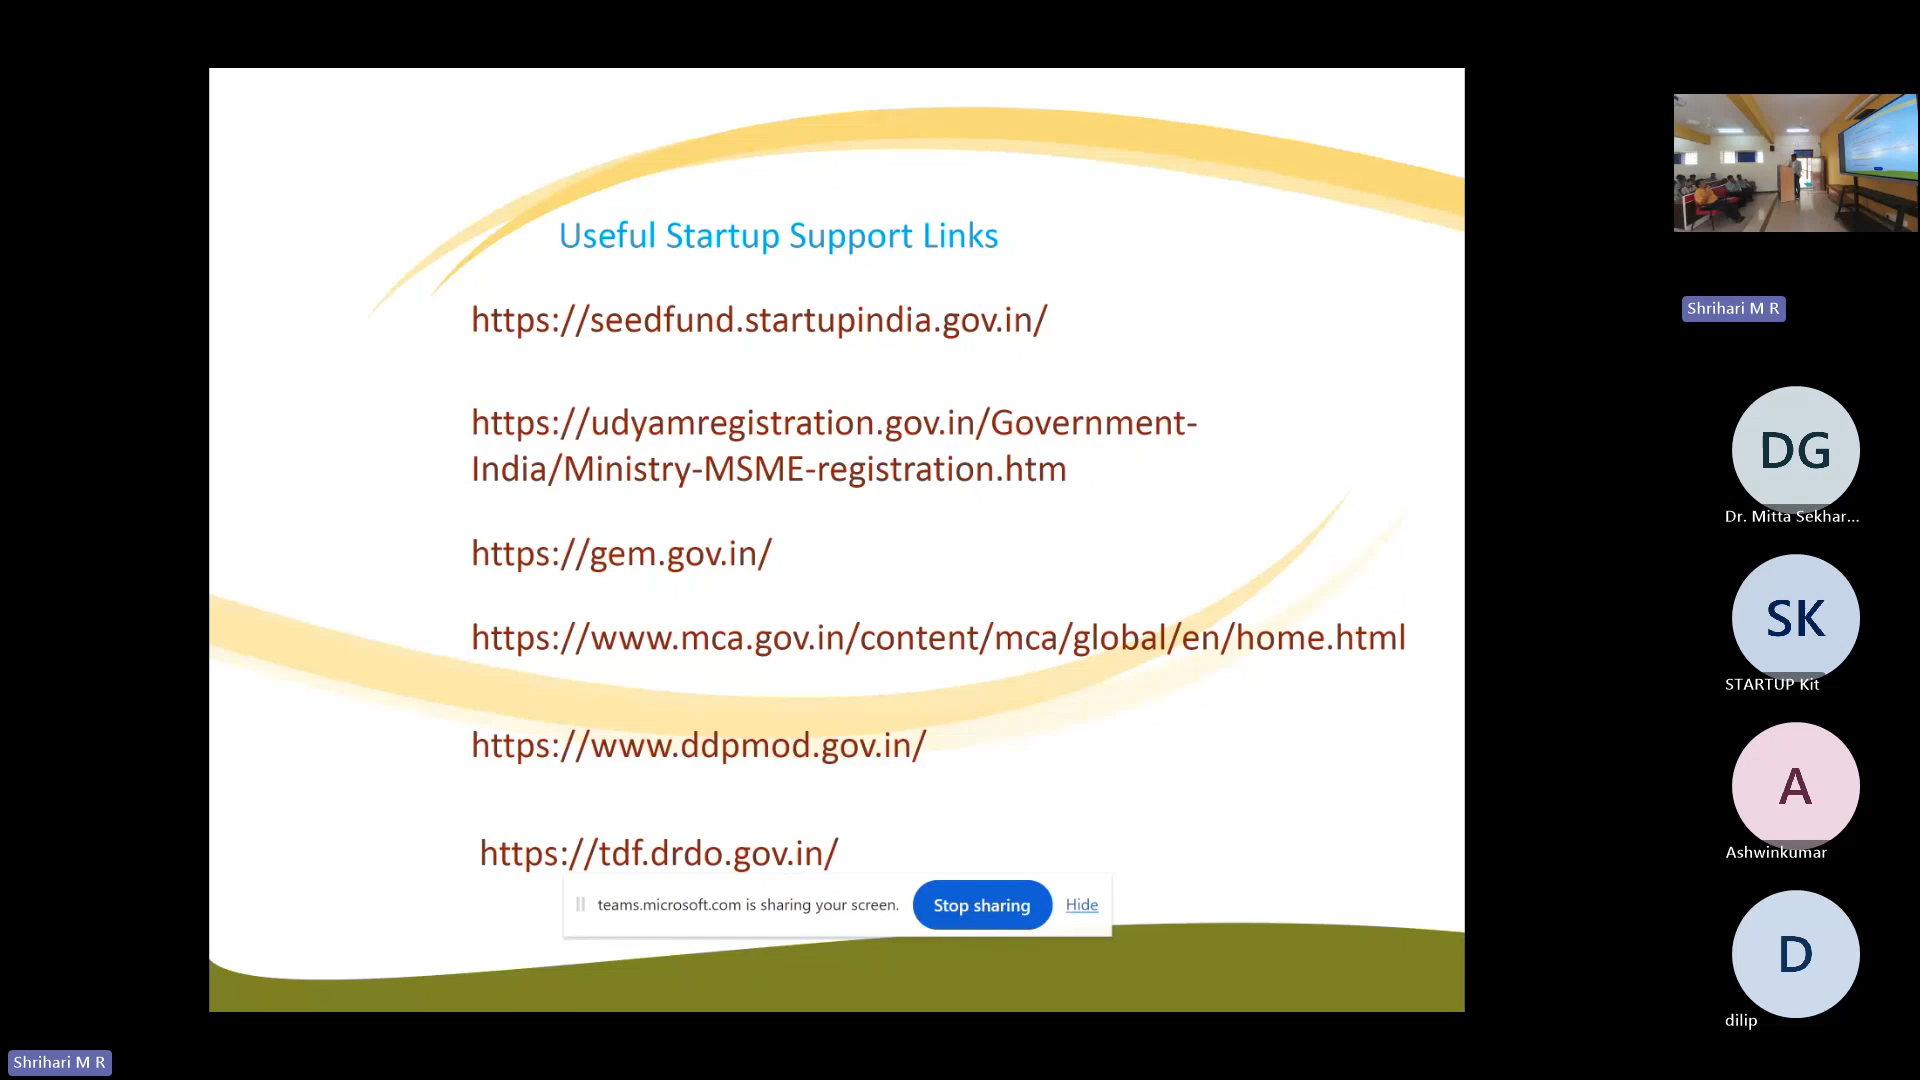 Useful Startup Support Links
https://seedfund.startupindia.gov.in/
https://udyamregistration.gov.in/Government-
India/Ministry-MSME-registration.htm
https://gem.gov.in/
https://www.mca.gov.in/content/mca/global/en/home.html
https://www.ddpmod.gov.in/
https://tdf.drdo.gov.in/
teams.microsoft.com is sharing your screen. Stop sharing Hide
Shrihari M R
DG
Dr. Mitta Sekhar...
SK
STARTUP Kit
A
Ashwinkumar
D
dilip
Shrihari M R